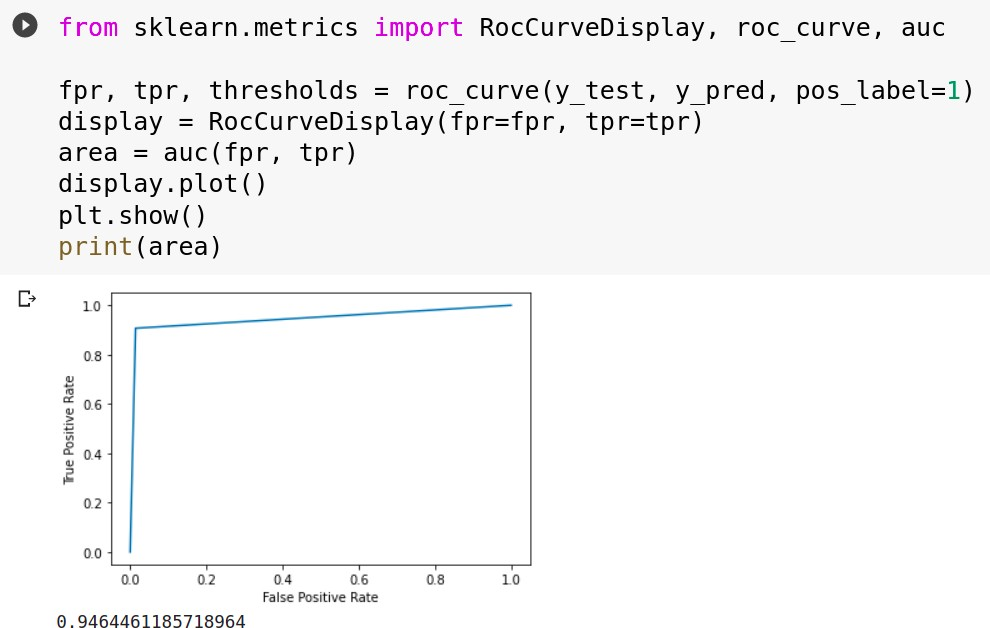 from sklearn.metrics import RocCurveDisplay, roc_curve, auc
fpr, tpr, thresholds = roc_curve(y_test, y_pred, pos_label=1)
display = RocCurveDisplay(fpr=fpr, tpr=tpr)
area = auc(fpr, tpr)
display.plot()
plt.show()
print(area)
1.0
0.8
0.6
0.4
0.2
0.0
True Positive Rate
0.0 0.2 0.4 0.6 0.8 1.0
False Positive Rate
0.9464461185718964